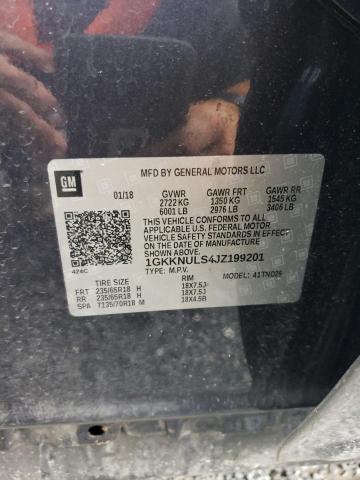 GM
MFD BY GENERAL MOTORS LLC
01/18 GVWR GAWR FRT GAWR RR
2722 KG 1350 KG 1545 KG
6001 LB 2976 LB 3406 LB
THIS VEHICLE CONFORMS TO ALL
APPLICABLE U.S. FEDERAL MOTOR
VEHICLE SAFETY AND THEFT PREVENTION
STANDARDS IN EFFECT ON THE DATE OF
MANUFACTURE SHOWN ABOVE.
1GKKNULS4JZ199201
424C TYPE: M.P.V. MODEL: 41TN026
TIRE SIZE RIM
FRT 235/65R18 H 18X7.5J
RR 235/65R18 H 18X7.5J
SPA T135/70R18 M 18X4.5B